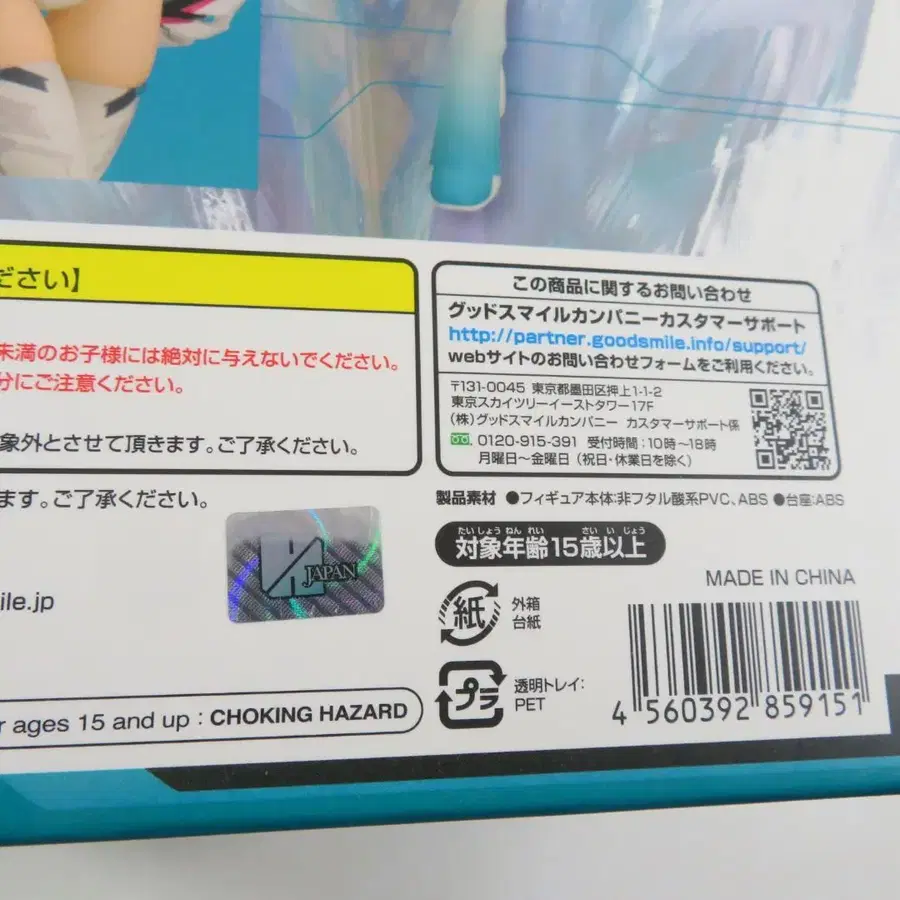 ださい】
未満のお子様には絶対に与えないでください。
分にご注意ください。
象外とさせて頂きます。ご了承ください。
ます。ご了承ください。
ile.jp
JAPAN
r ages 15 and up : CHOKING HAZARD
この商品に関するお問い合わせ
グッドスマイルカンパニーカスタマーサポート
http://partner.goodsmile.info/support/
webサイトのお問い合わせフォームをご利用ください。
〒131-0045 東京都墨田区押上1-1-2
東京スカイツリーイーストタワー17F
(株)グッドスマイルカンパニー カスタマーサポート係
0120-915-391 受付時間:10時~18時
月曜日~金曜日 (祝日・休業日を除く)
製品素材 ●フィギュア本体:非フタル酸系PVC、ABS ●台座:ABS
たいしょうねんれい さいいじょう
対象年齢15歳以上
MADE IN CHINA
紙 外箱
台紙
プラ 透明トレイ:
PET
4 560392 859151